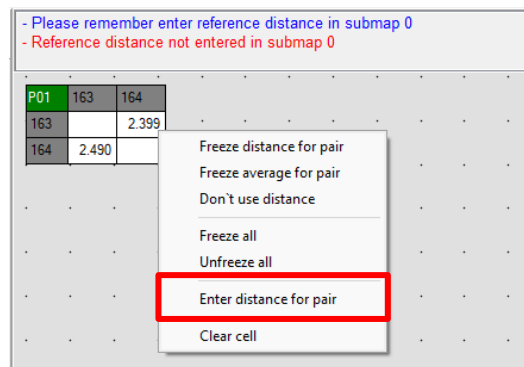 - Please remember enter reference distance in submap 0
- Reference distance not entered in submap 0
P01 163 164
163 2.399
164 2.490
Freeze distance for pair
Freeze average for pair
Don`t use distance
Freeze all
Unfreeze all
Enter distance for pair
Clear cell